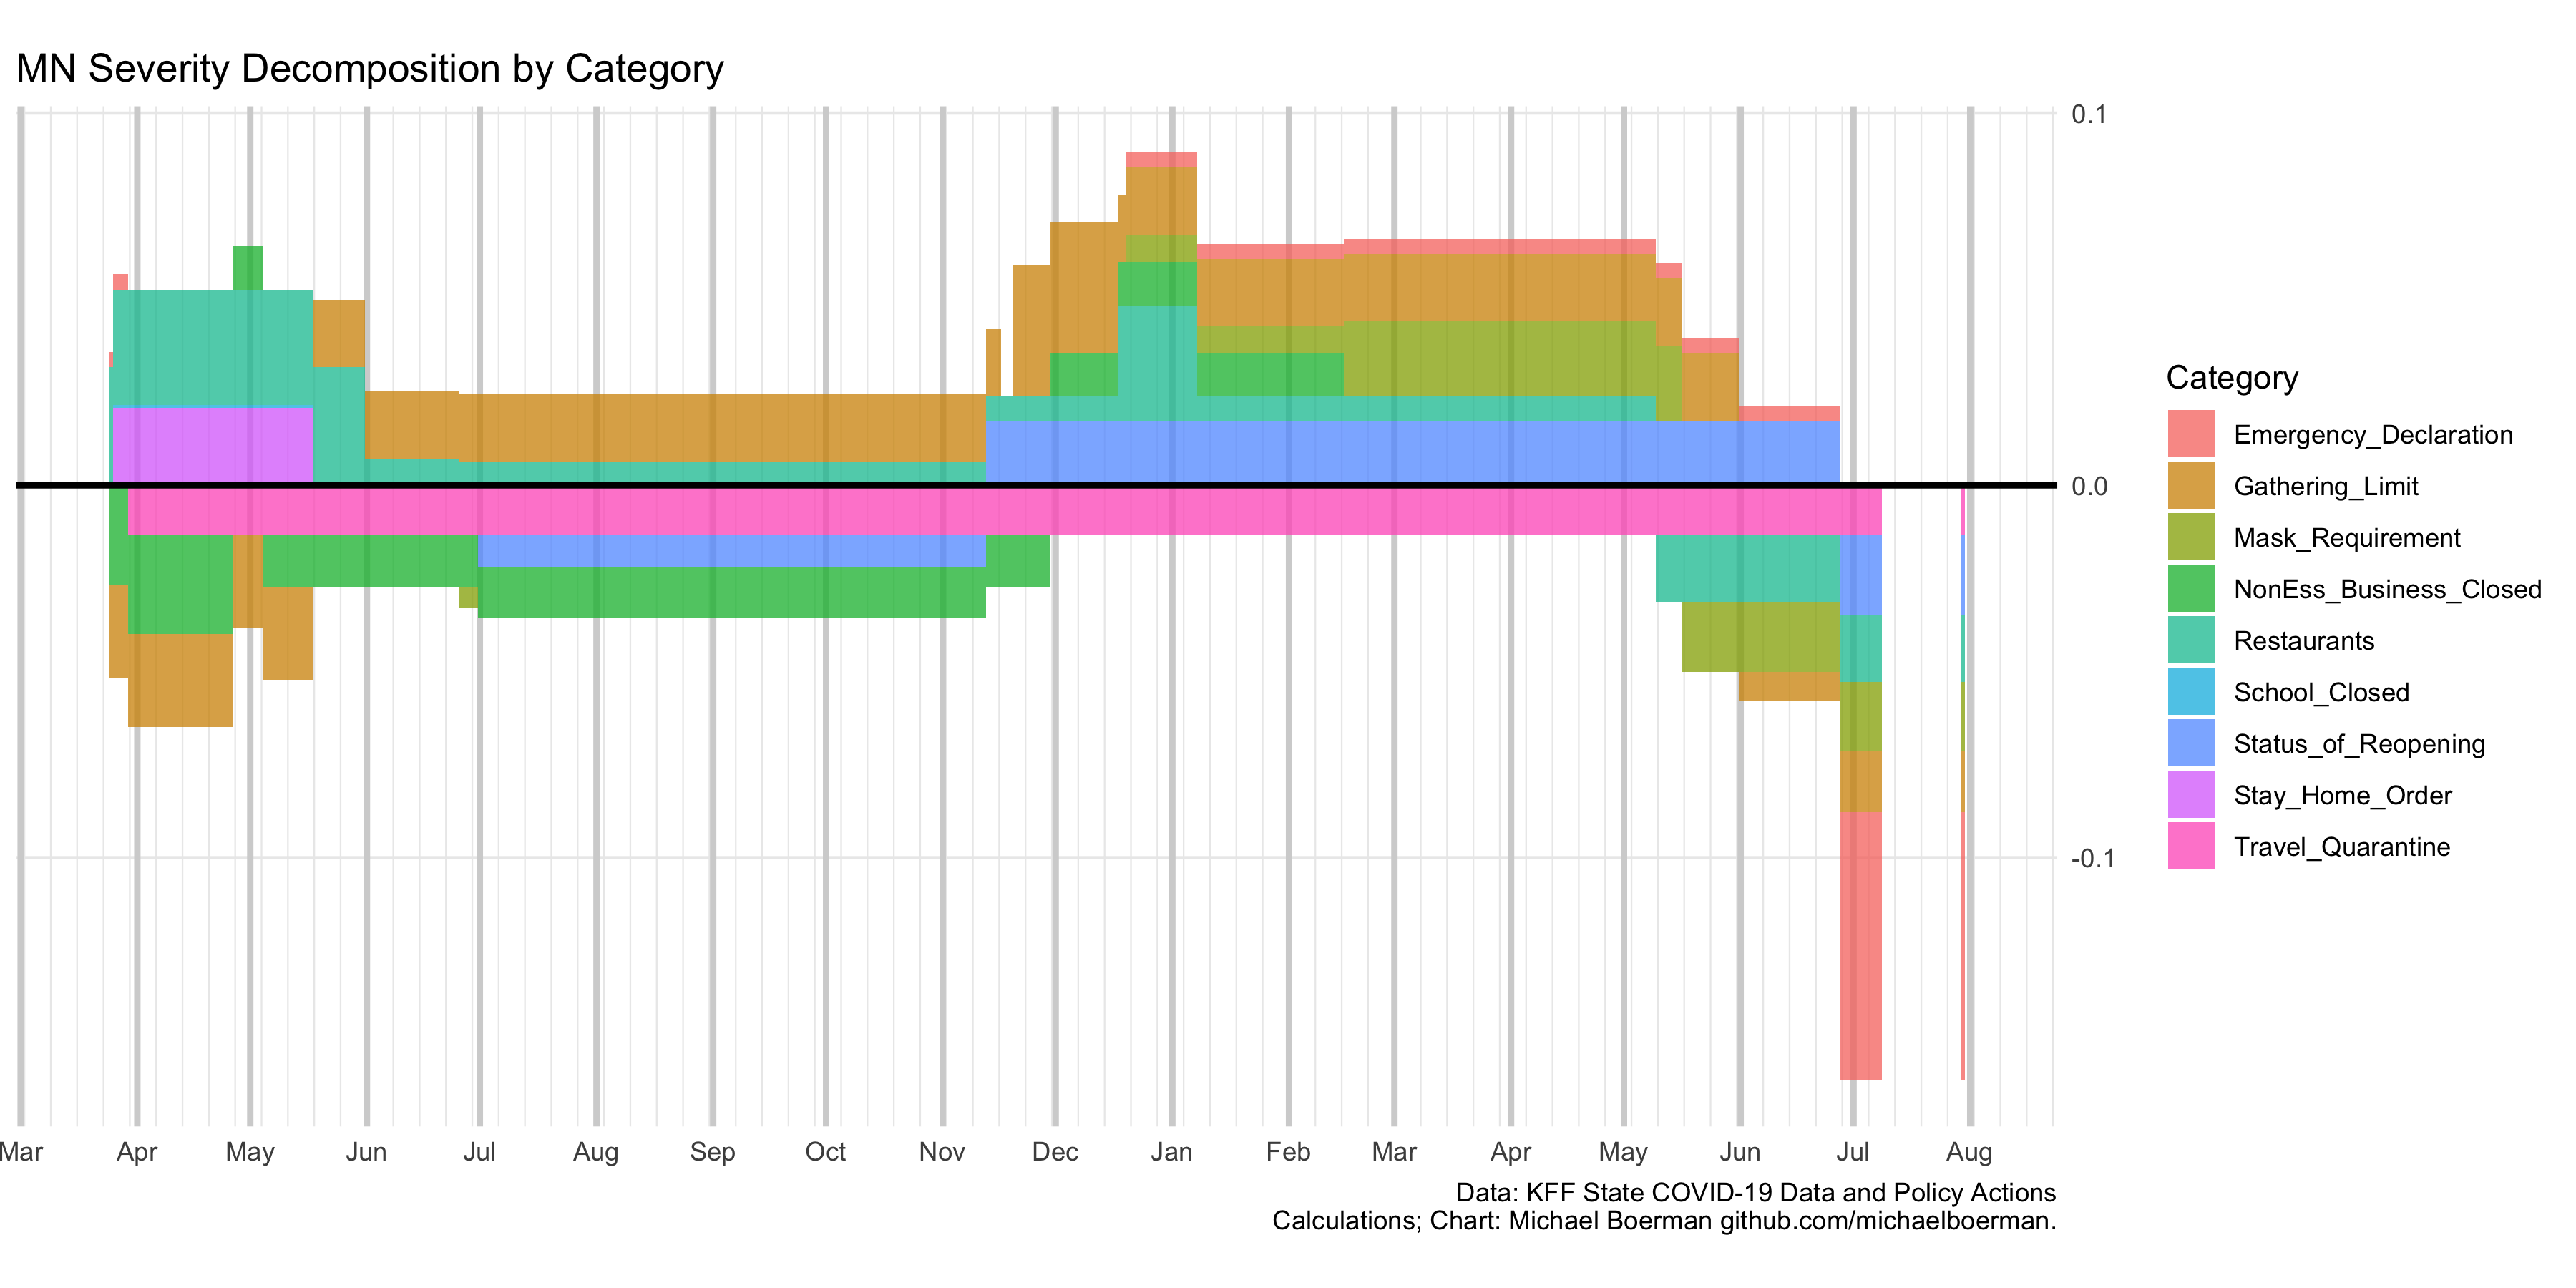 MN Severity Decomposition by Category
0.1
0.0
-0.1
Mar Apr May Jun Jul Aug Sep Oct Nov Dec Jan Feb Mar Apr May Jun Jul Aug
Category
Emergency_Declaration
Gathering_Limit
Mask_Requirement
NonEss_Business_Closed
Restaurants
School_Closed
Status_of_Reopening
Stay_Home_Order
Travel_Quarantine
Data: KFF State COVID-19 Data and Policy Actions
Calculations; Chart: Michael Boerman github.com/michaelboerman.